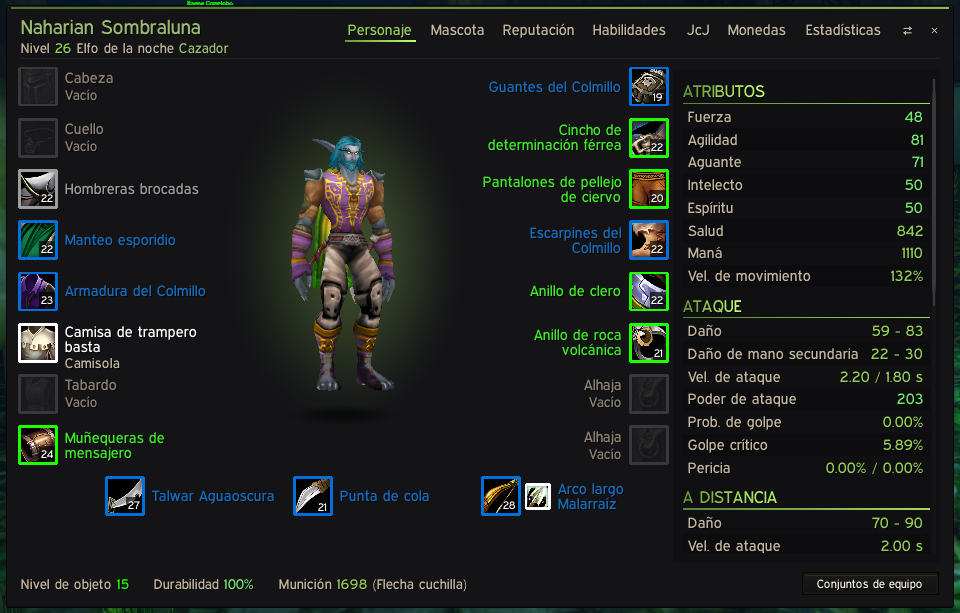 Naharian Sombraluna
Nivel 26 Elfo de la noche Cazador
Personaje Mascota Reputación Habilidades JcJ Monedas Estadísticas
Cabeza
Vacío
Cuello
Vacío
22
Hombreras brocadas
22
Manteo esporidio
23
Armadura del Colmillo
Camisa de trampero
basta
Camisola
Tabardo
Vacío
24
Muñequeras de
mensajero
Guantes del Colmillo
19
Cincho de
determinación férrea
22
Pantalones de pellejo
de ciervo
20
Escarpines del
Colmillo
22
Anillo de clero
22
Anillo de roca
volcánica
21
Alhaja
Vacío
Alhaja
Vacío
27
Talwar Aguaoscura
21
Punta de cola
28
Arco largo
Malarraíz
ATRIBUTOS
Fuerza 48
Agilidad 81
Aguante 71
Intelecto 50
Espíritu 50
Salud 842
Maná 1110
Vel. de movimiento 132%
ATAQUE
Daño 59 - 83
Daño de mano secundaria 22 - 30
Vel. de ataque 2.20 / 1.80 s
Poder de ataque 203
Prob. de golpe 0.00%
Golpe crítico 5.89%
Pericia 0.00% / 0.00%
A DISTANCIA
Daño 70 - 90
Vel. de ataque 2.00 s
Nivel de objeto 15 Durabilidad 100% Munición 1698 (Flecha cuchilla)
Conjuntos de equipo